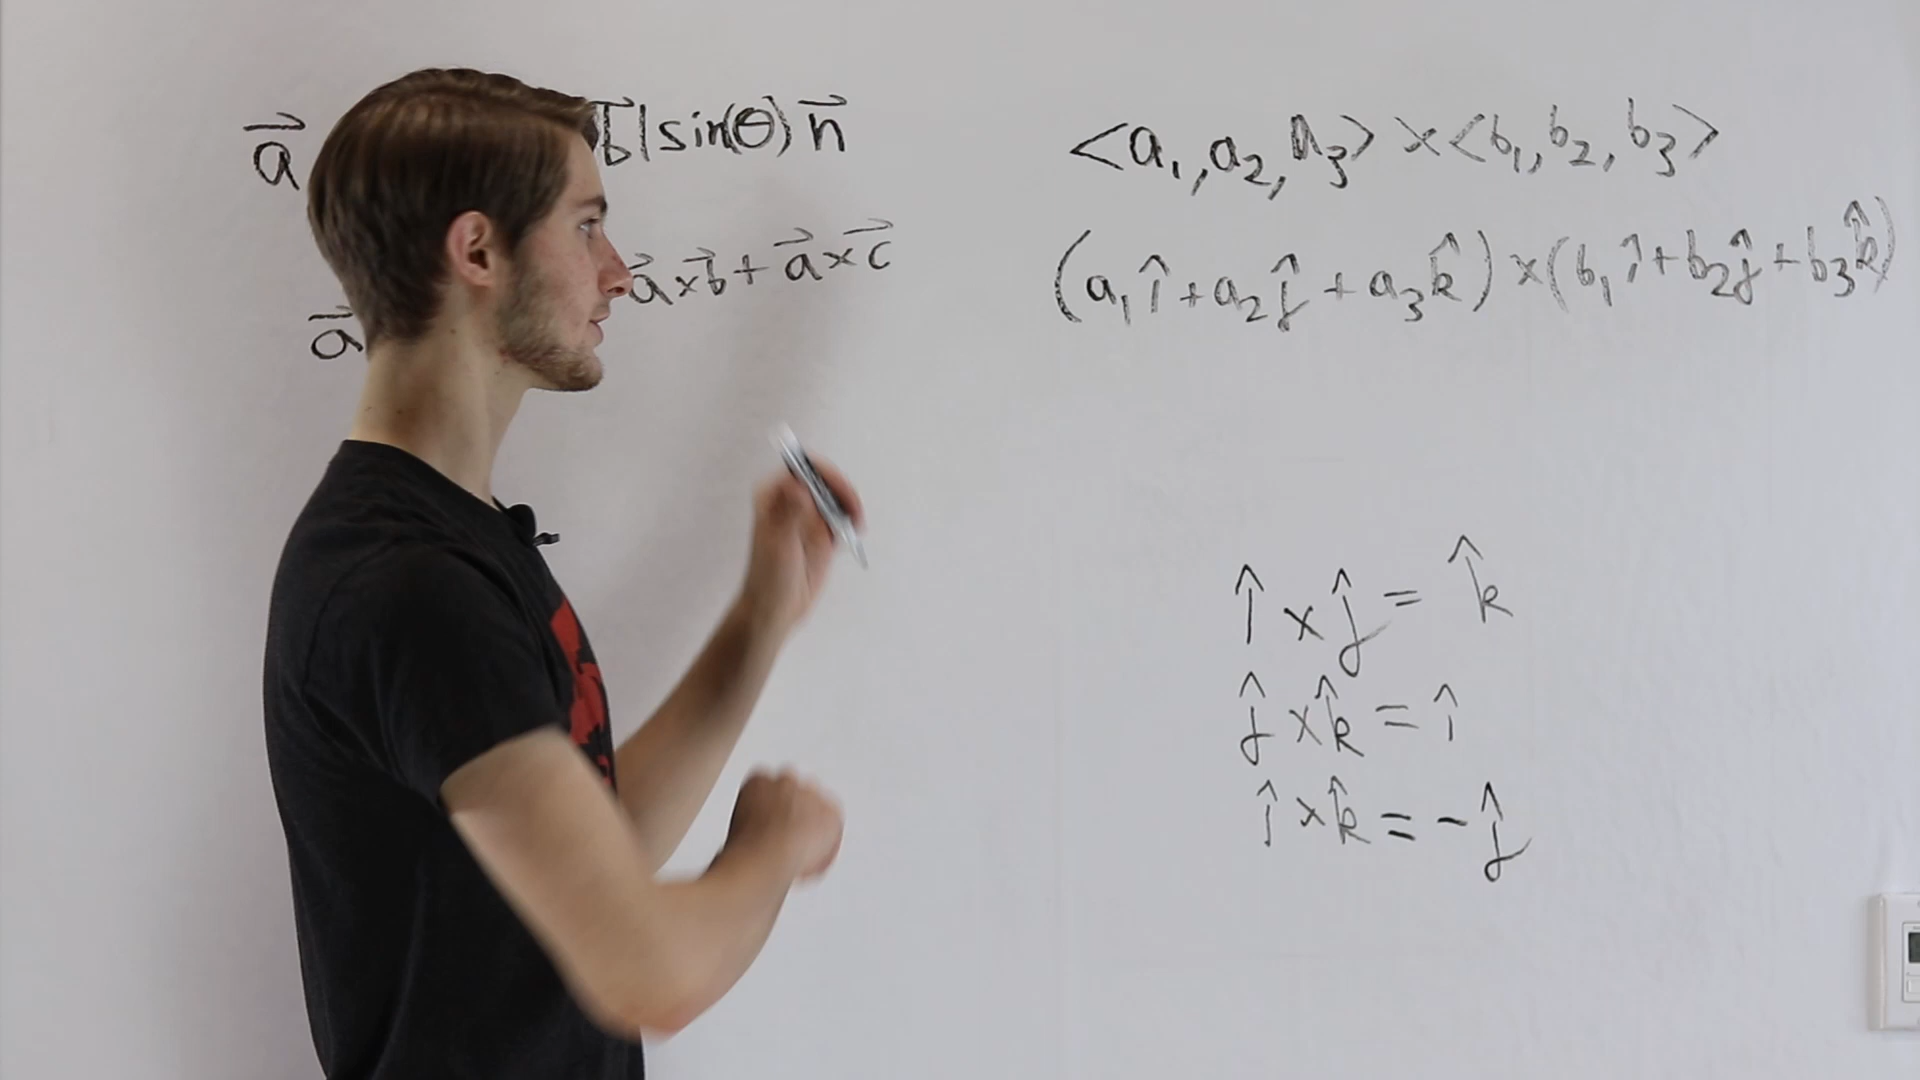 a⃗ b⃗|sin(θ) n⃗
a⃗×b⃗ + a⃗×c⃗
a⃗
<a₁, a₂, a₃> × <b₁, b₂, b₃>
(a₁î + a₂ĵ + a₃k̂) × (b₁î + b₂ĵ + b₃k̂)
î × ĵ = k̂
ĵ × k̂ = î
î × k̂ = -ĵ